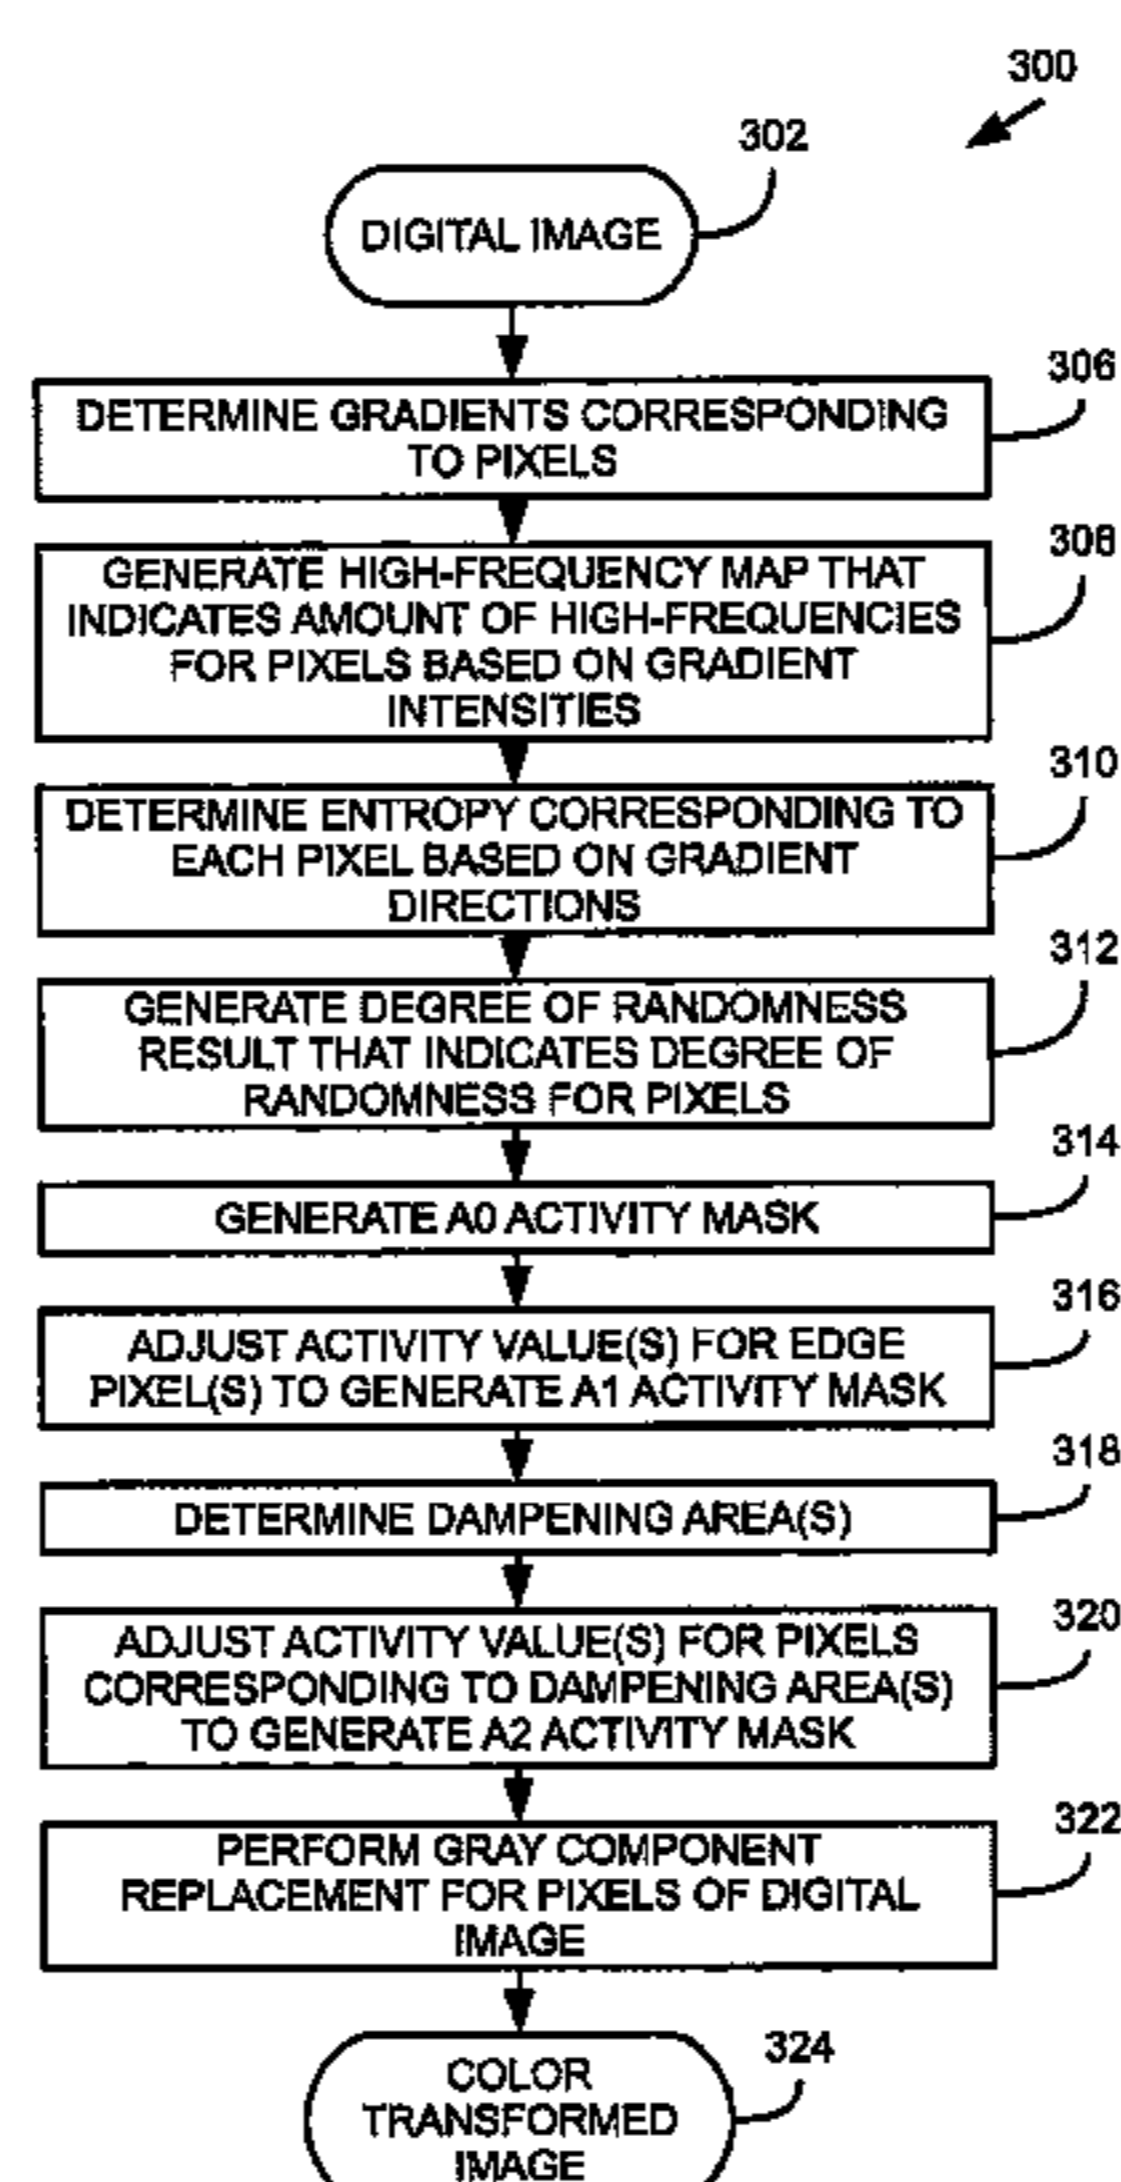 300
302
DIGITAL IMAGE
306
DETERMINE GRADIENTS CORRESPONDING
TO PIXELS
308
GENERATE HIGH-FREQUENCY MAP THAT
INDICATES AMOUNT OF HIGH-FREQUENCIES
FOR PIXELS BASED ON GRADIENT
INTENSITIES
310
DETERMINE ENTROPY CORRESPONDING TO
EACH PIXEL BASED ON GRADIENT
DIRECTIONS
312
GENERATE DEGREE OF RANDOMNESS
RESULT THAT INDICATES DEGREE OF
RANDOMNESS FOR PIXELS
314
GENERATE A0 ACTIVITY MASK
316
ADJUST ACTIVITY VALUE(S) FOR EDGE
PIXEL(S) TO GENERATE A1 ACTIVITY MASK
318
DETERMINE DAMPENING AREA(S)
320
ADJUST ACTIVITY VALUE(S) FOR PIXELS
CORRESPONDING TO DAMPENING AREA(S)
TO GENERATE A2 ACTIVITY MASK
322
PERFORM GRAY COMPONENT
REPLACEMENT FOR PIXELS OF DIGITAL
IMAGE
324
COLOR
TRANSFORMED
IMAGE